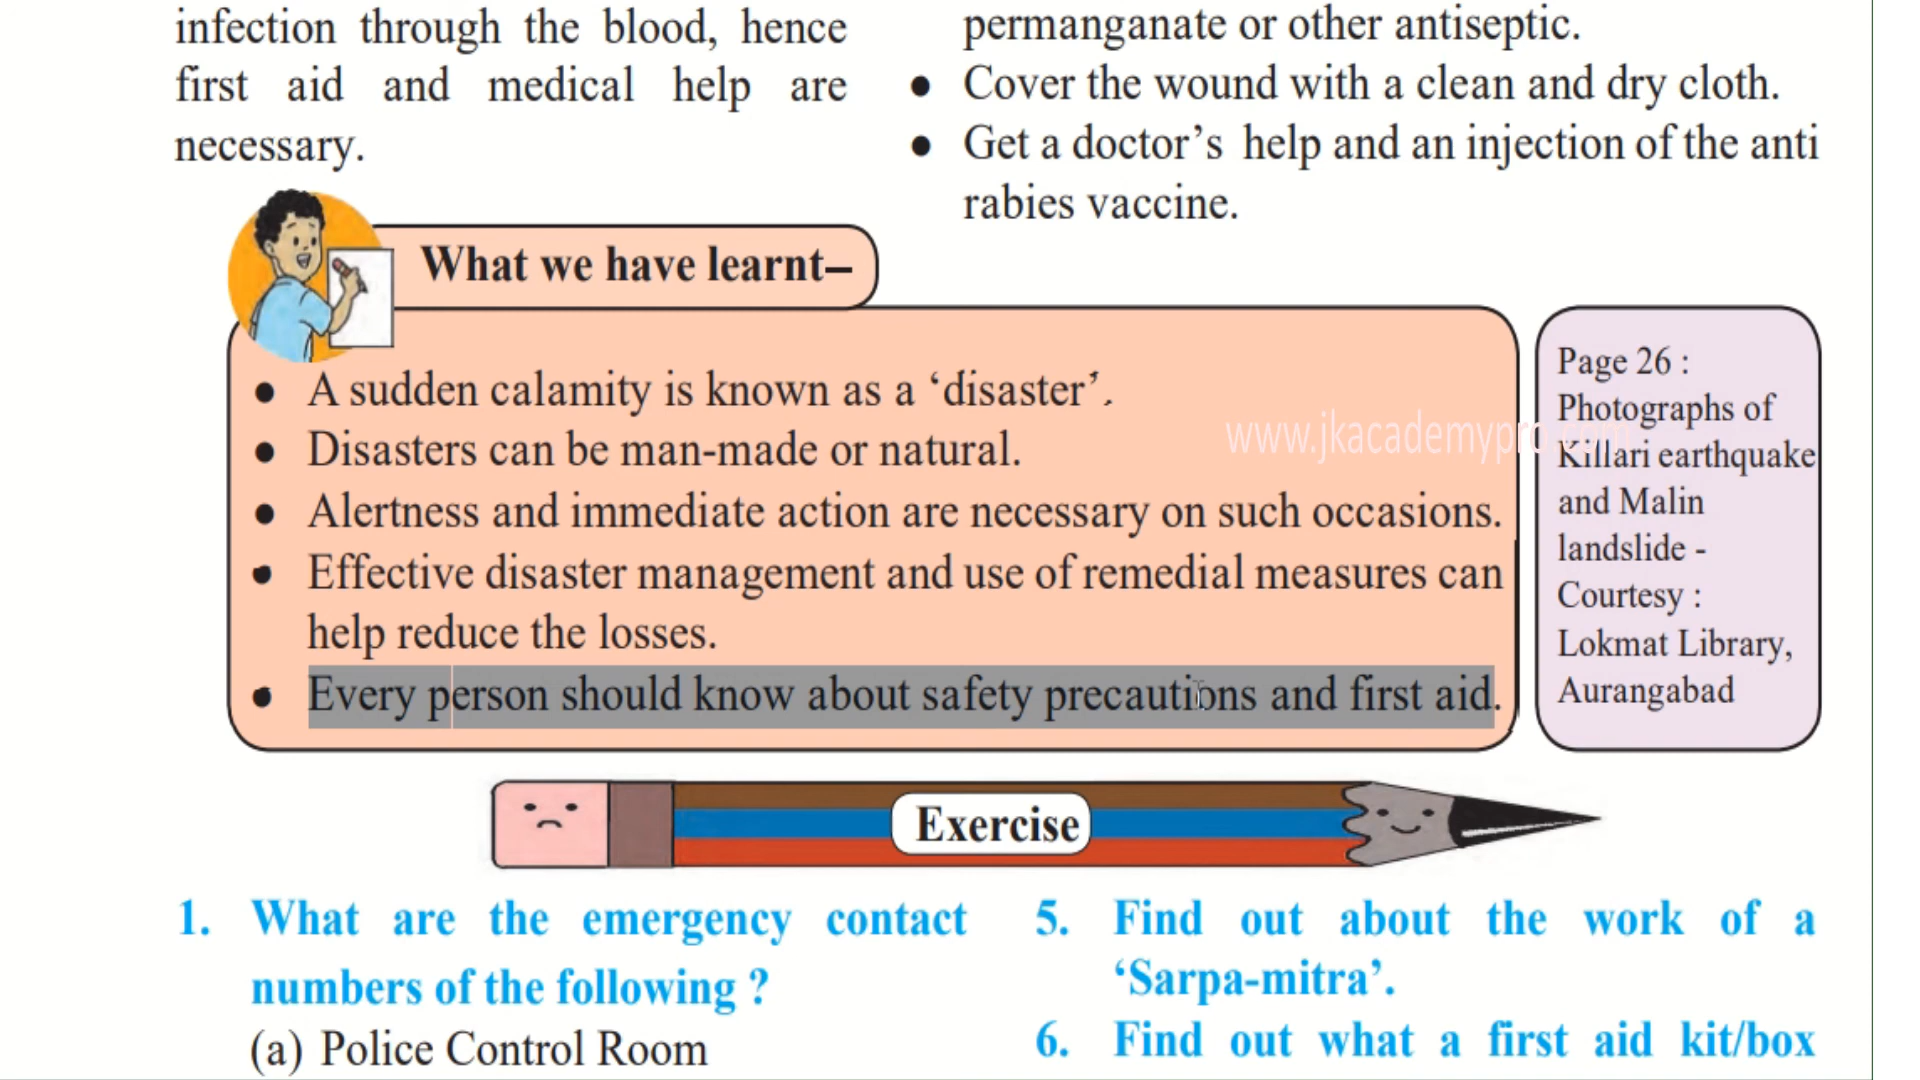 infection through the blood, hence
first aid and medical help are
necessary.
permanganate or other antiseptic.
● Cover the wound with a clean and dry cloth.
● Get a doctor’s help and an injection of the anti
rabies vaccine.
What we have learnt–
● A sudden calamity is known as a ‘disaster’.
● Disasters can be man-made or natural.
● Alertness and immediate action are necessary on such occasions.
● Effective disaster management and use of remedial measures can
help reduce the losses.
● Every person should know about safety precautions and first aid.
www.jkacademypro.com
Page 26 :
Photographs of
Killari earthquake
and Malin
landslide -
Courtesy :
Lokmat Library,
Aurangabad
Exercise
1. What are the emergency contact
numbers of the following ?
(a) Police Control Room
5. Find out about the work of a
‘Sarpa-mitra’.
6. Find out what a first aid kit/box